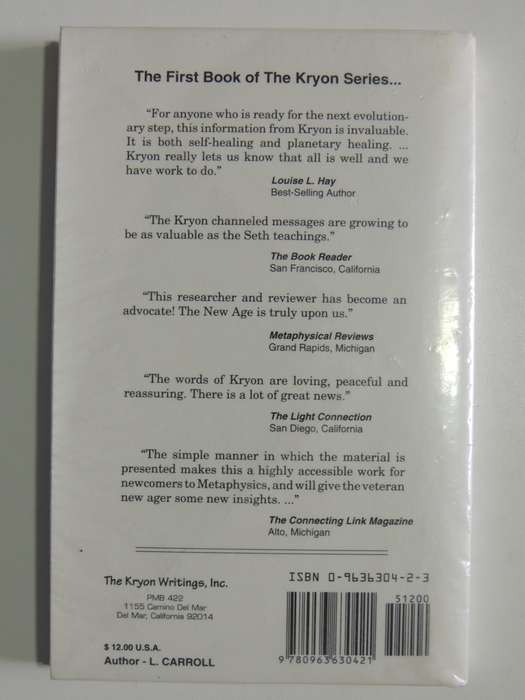 The First Book of The Kryon Series...
“For anyone who is ready for the next evolution-
ary step, this information from Kryon is invaluable.
It is both self-healing and planetary healing. ...
Kryon really lets us know that all is well and we
have work to do.”
Louise L. Hay
Best-Selling Author
“The Kryon channeled messages are growing to
be as valuable as the Seth teachings.”
The Book Reader
San Francisco, California
“This researcher and reviewer has become an
advocate! The New Age is truly upon us.”
Metaphysical Reviews
Grand Rapids, Michigan
“The words of Kryon are loving, peaceful and
reassuring. There is a lot of great news.”
The Light Connection
San Diego, California
“The simple manner in which the material is
presented makes this a highly accessible work for
newcomers to Metaphysics, and will give the veteran
new ager some new insights. ...”
The Connecting Link Magazine
Alto, Michigan
The Kryon Writings, Inc.
PMB 422
1155 Camino Del Mar
Del Mar, California 92014
$ 12.00 U.S.A.
Author - L. CARROLL
ISBN 0-9636304-2-3
51200
9 780963 630421